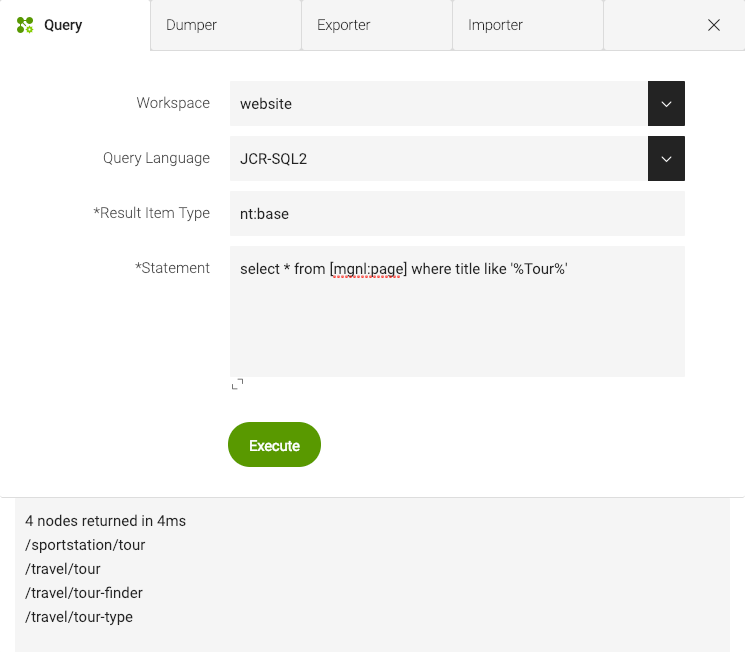 Query
Dumper
Exporter
Importer
Workspace
website
Query Language
JCR-SQL2
*Result Item Type
nt:base
*Statement
select * from [mgnl:page] where title like '%Tour%'
Execute
4 nodes returned in 4ms
/sportstation/tour
/travel/tour
/travel/tour-finder
/travel/tour-type